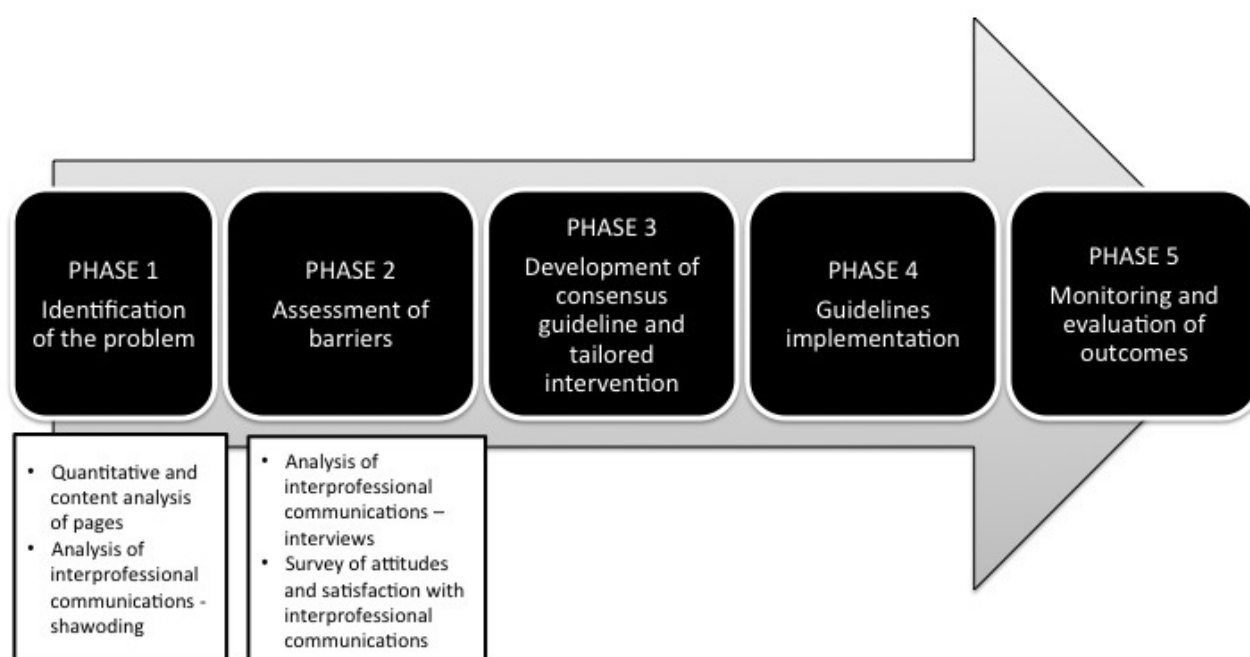 PHASE 1
Identification
of the problem
PHASE 2
Assessment of
barriers
PHASE 3
Development of
consensus
guideline and
tailored
intervention
PHASE 4
Guidelines
implementation
PHASE 5
Monitoring and
evaluation of
outcomes
• Quantitative and
content analysis
of pages
• Analysis of
interprofessional
communications -
shawoding
• Analysis of
interprofessional
communications –
interviews
• Survey of attitudes
and satisfaction with
interprofessional
communications